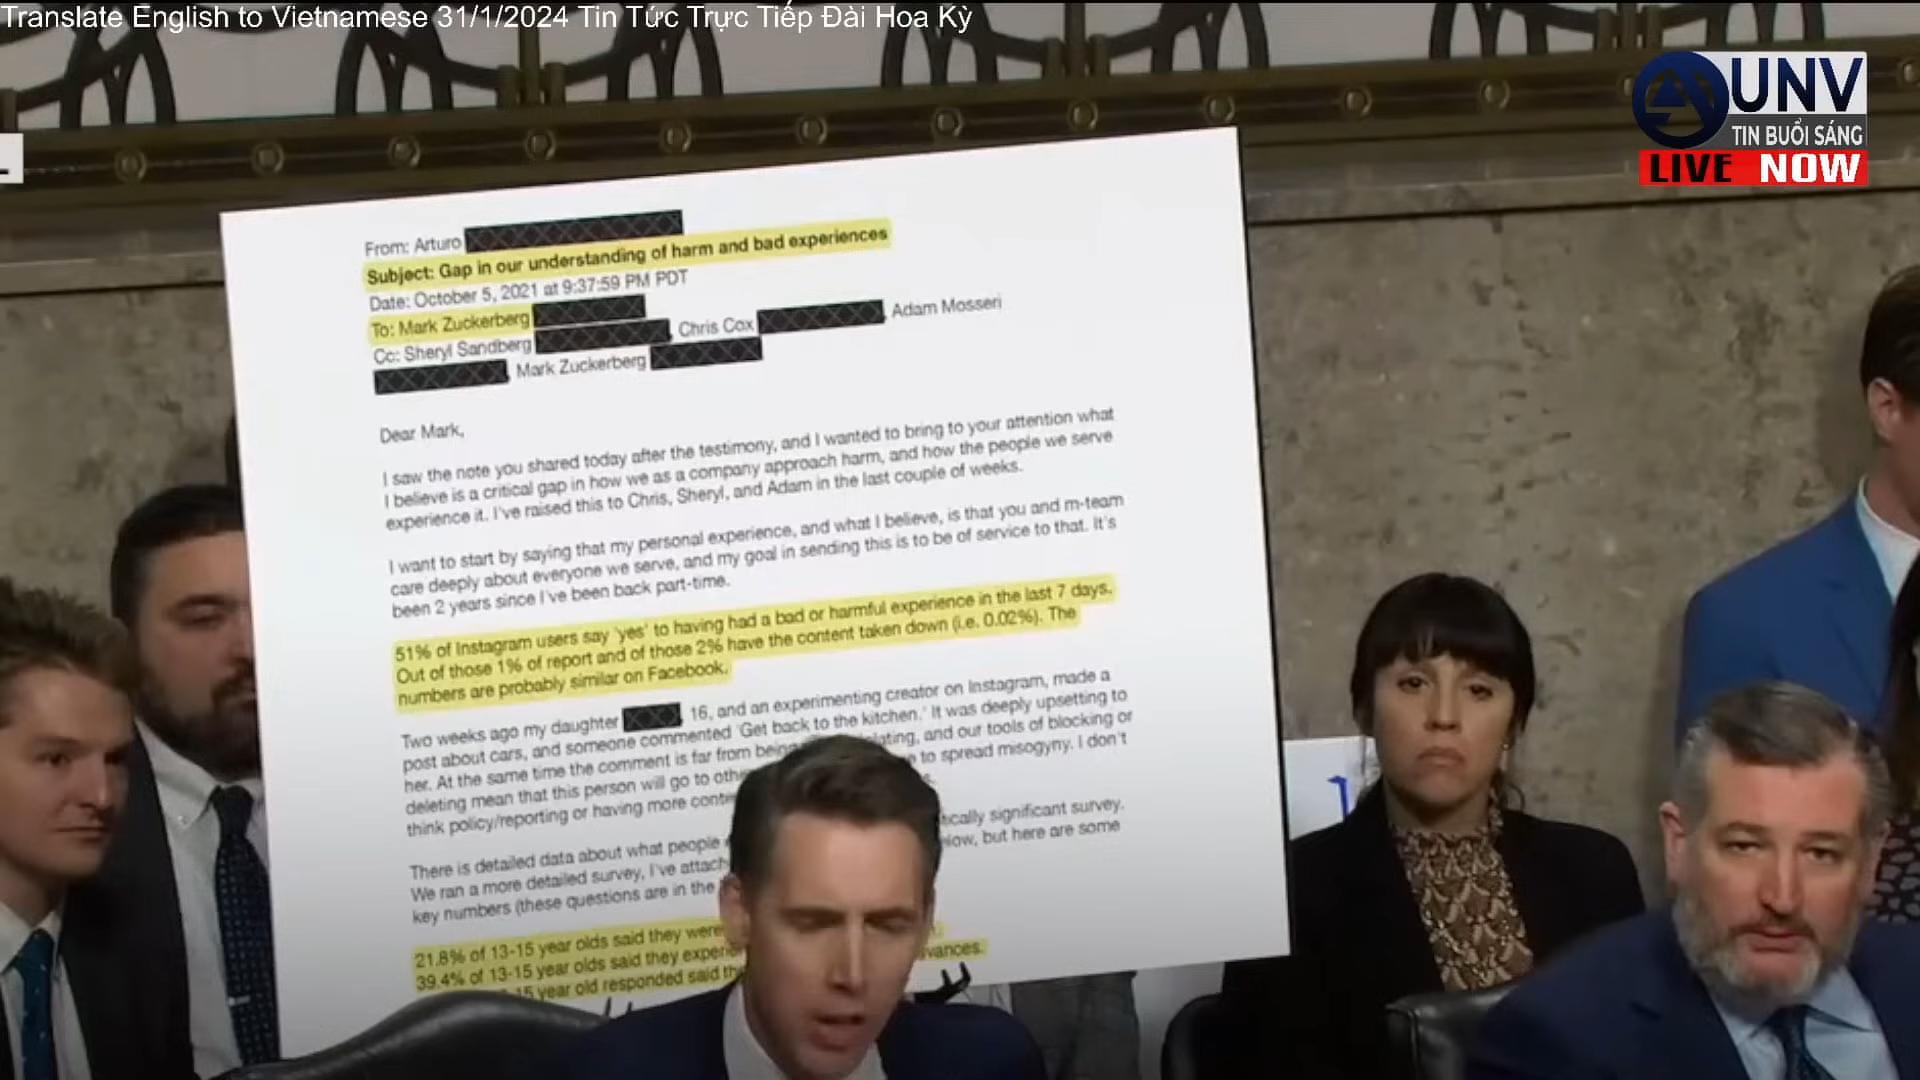 Translate English to Vietnamese 31/1/2024 Tin Tức Trực Tiếp Đài Hoa Kỳ
UNV
TIN BUỔI SÁNG
LIVE NOW
From: Arturo
Subject: Gap in our understanding of harm and bad experiences
Date: October 5, 2021 at 9:37:59 PM PDT
To: Mark Zuckerberg
Cc: Sheryl Sandberg , Chris Cox , Adam Mosseri
, Mark Zuckerberg
Dear Mark,
I saw the note you shared today after the testimony, and I wanted to bring to your attention what
I believe is a critical gap in how we as a company approach harm, and how the people we serve
experience it. I've raised this to Chris, Sheryl, and Adam in the last couple of weeks.
I want to start by saying that my personal experience, and what I believe, is that you and m-team
care deeply about everyone we serve, and my goal in sending this is to be of service to that. It's
been 2 years since I've been back part-time.
51% of Instagram users say 'yes' to having had a bad or harmful experience in the last 7 days.
Out of those 1% of report and of those 2% have the content taken down (i.e. 0.02%). The
numbers are probably similar on Facebook.
Two weeks ago my daughter , 16, and an experimenting creator on Instagram, made a
post about cars, and someone commented 'Get back to the kitchen.' It was deeply upsetting to
her. At the same time the comment is far from being , and our tools of blocking or
deleting mean that this person will go to to spread misogyny. I don't
think policy/reporting or having more
There is detailed data about what people significant survey.
We ran a more detailed survey, I've , but here are some
key numbers (these questions are in the
21.8% of 13-15 year olds said they were
39.4% of 13-15 year olds said they
15 year old responded said